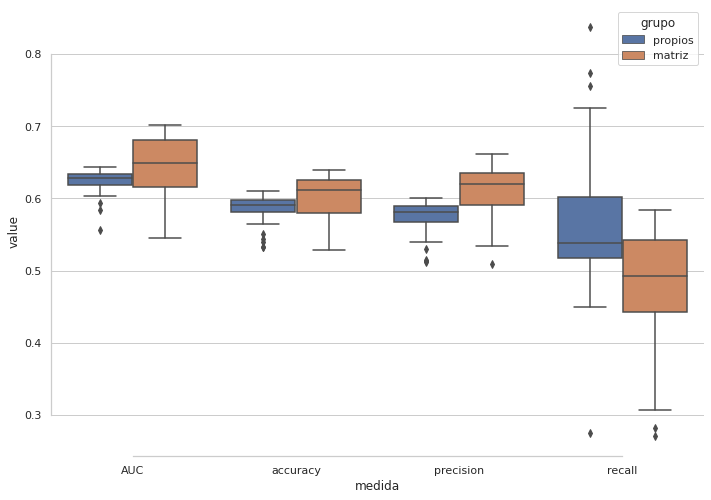 grupo
propios
matriz
0.8
0.7
0.6
0.5
0.4
0.3
value
AUC
accuracy
precision
recall
medida